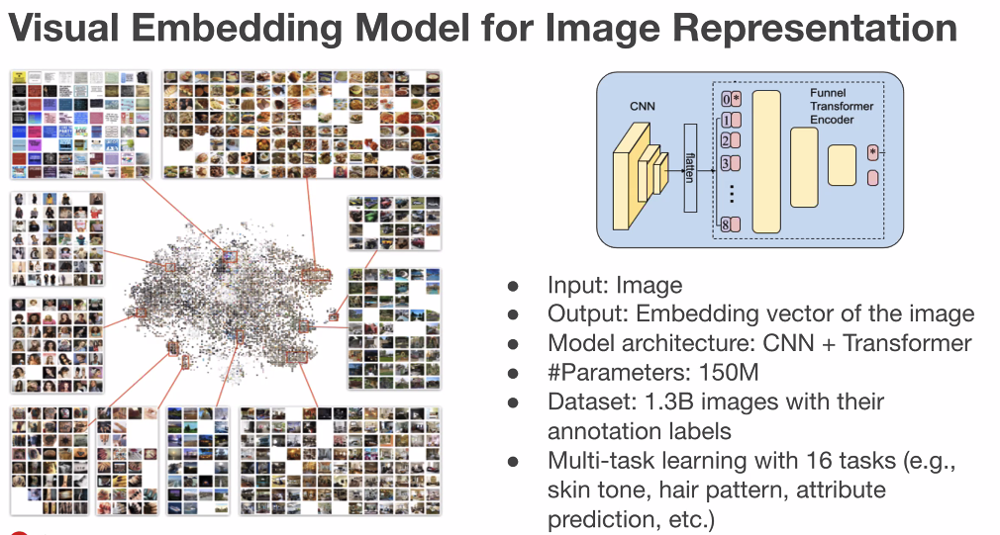 Visual Embedding Model for Image Representation
CNN
flatten
Funnel
Transformer
Encoder
0 *
1
2
3
8
*
● Input: Image
● Output: Embedding vector of the image
● Model architecture: CNN + Transformer
● #Parameters: 150M
● Dataset: 1.3B images with their
annotation labels
● Multi-task learning with 16 tasks (e.g.,
skin tone, hair pattern, attribute
prediction, etc.)